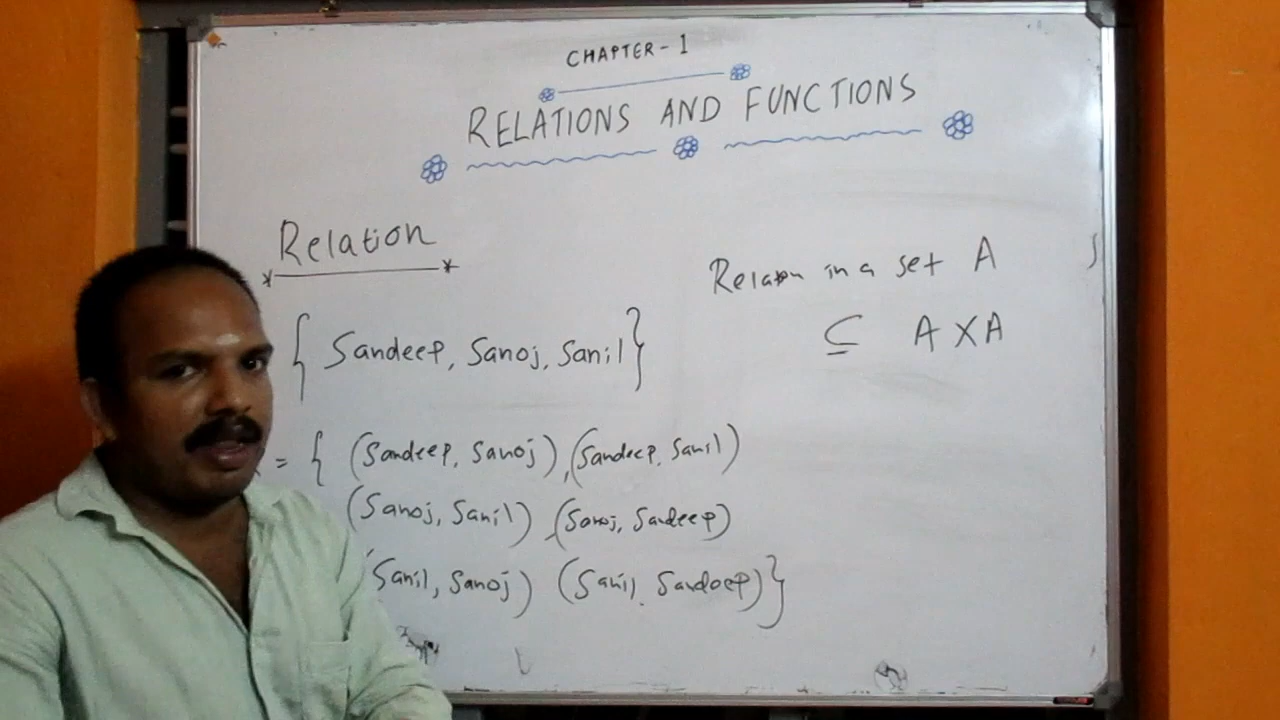 CHAPTER-1
RELATIONS AND FUNCTIONS
Relation
{ Sandeep, Sanoj, Sanil}
= { (Sandeep, Sanoj), (Sandeep, Sanil)
(Sanoj, Sanil), (Sanoj, Sandeep)
(Sanil, Sanoj) (Sanil, Sandeep)}
Relation in a set A
⊆ A X A